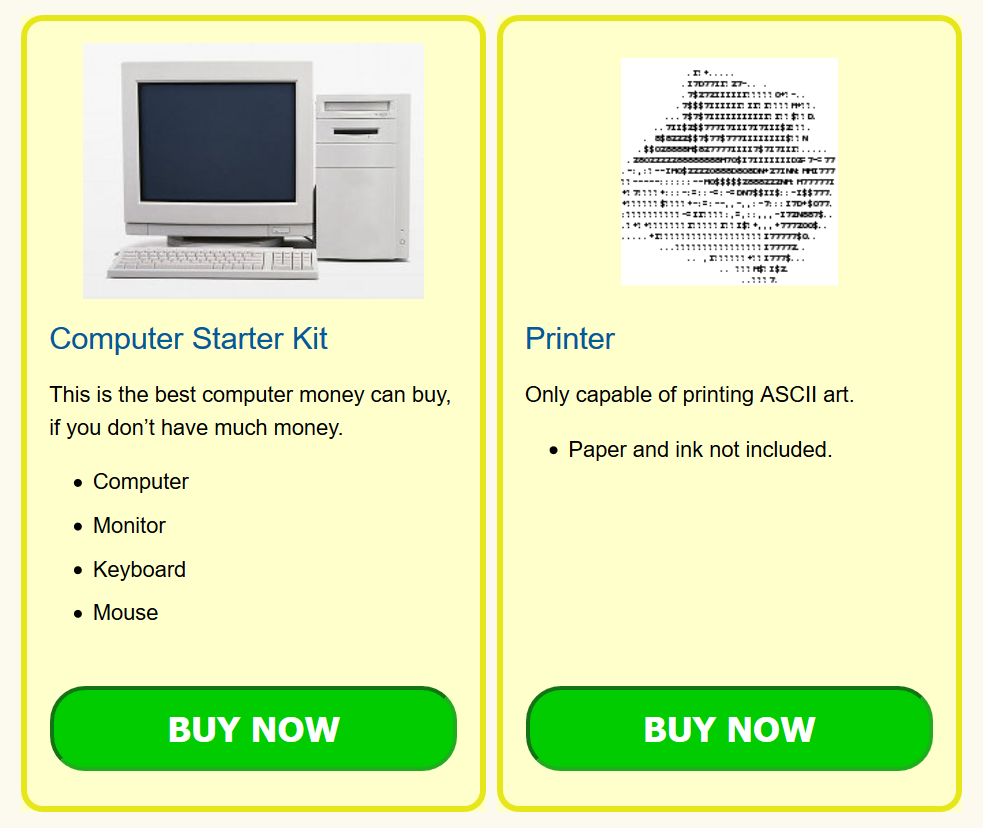 Computer Starter Kit
This is the best computer money can buy,
if you don’t have much money.
Computer
Monitor
Keyboard
Mouse
BUY NOW
Printer
Only capable of printing ASCII art.
Paper and ink not included.
BUY NOW